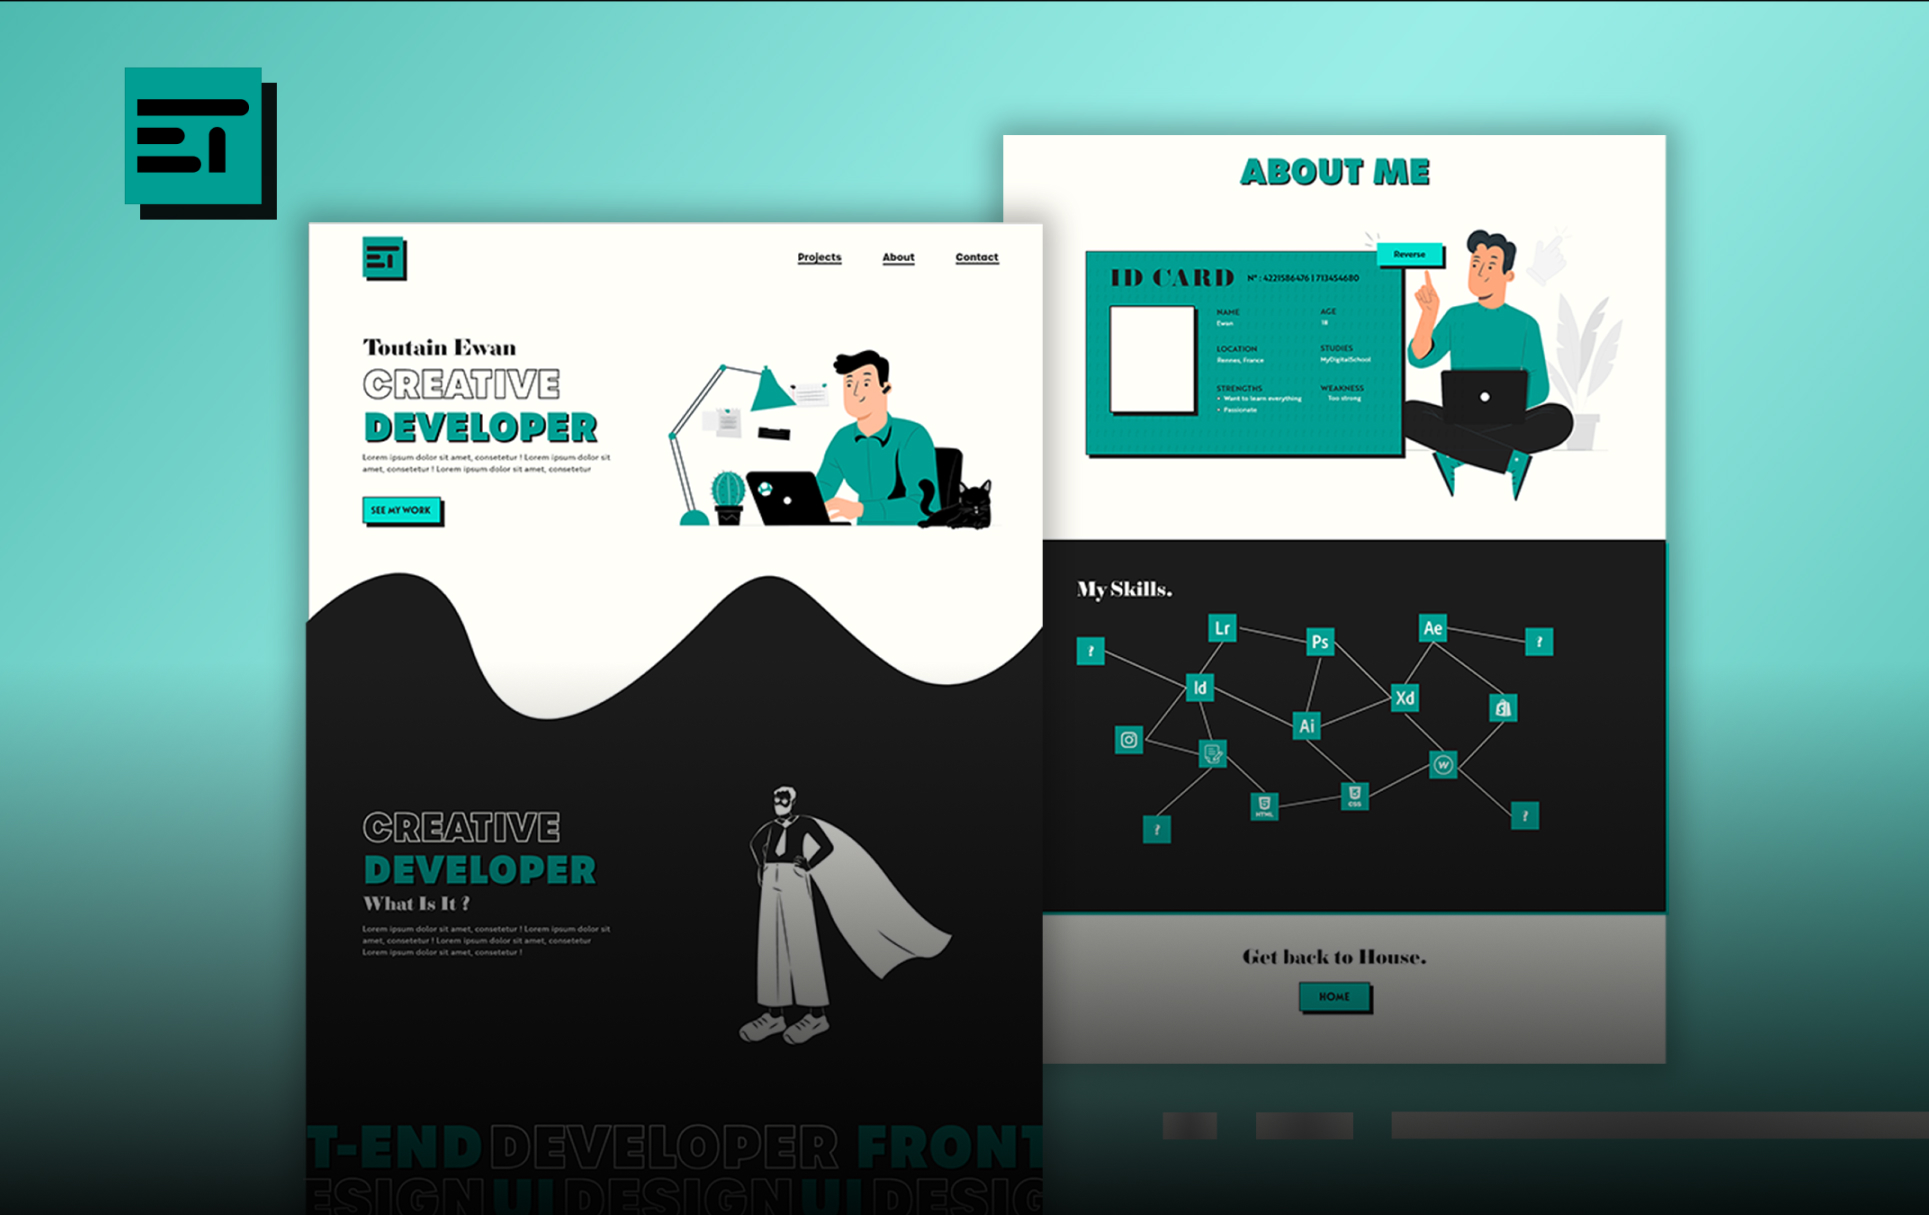 Projects About Contact
Toutain Ewan
CREATIVE
DEVELOPER
Lorem ipsum dolor sit amet, consetetur ! Lorem ipsum dolor sit
amet, consetetur ! Lorem ipsum dolor sit amet, consetetur
SEE MY WORK
CREATIVE
DEVELOPER
What Is It ?
Lorem ipsum dolor sit amet, consetetur ! Lorem ipsum dolor sit
amet, consetetur ! Lorem ipsum dolor sit amet, consetetur
Lorem ipsum dolor sit amet, consetetur !
T-END DEVELOPER FRONT
ESIGN UI DESIGN UI DESIG
ABOUT ME
Reverse
ID CARD N° : 4221586476 | 713454680
NAME AGE
Ewan 18
LOCATION STUDIES
Rennes, France MyDigitalSchool
STRENGTHS WEAKNESS
• Want to learn everything Too strong
• Passionate
My Skills.
Lr Ps Ae ?
?
Id Xd
Ai
W
HTML CSS
? ?
Get back to House.
HOME